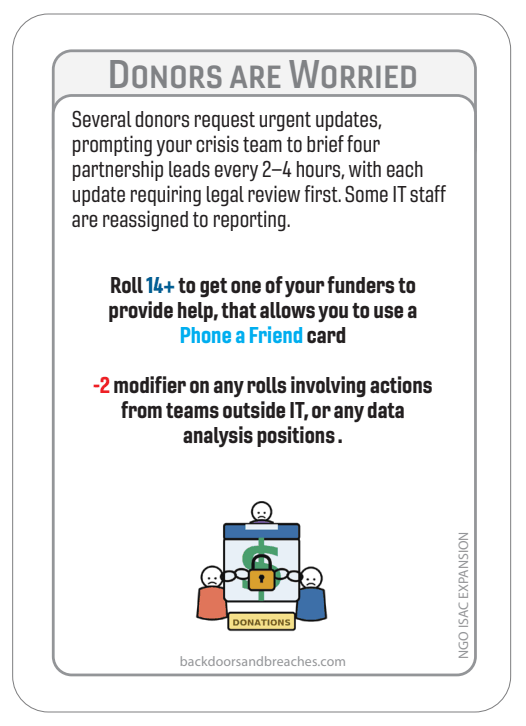 DONORS ARE WORRIED
Several donors request urgent updates,
prompting your crisis team to brief four
partnership leads every 2–4 hours, with each
update requiring legal review first. Some IT staff
are reassigned to reporting.
Roll 14+ to get one of your funders to
provide help, that allows you to use a
Phone a Friend card
-2 modifier on any rolls involving actions
from teams outside IT, or any data
analysis positions .
$
DONATIONS
backdoorsandbreaches.com
NGO ISAC EXPANSION